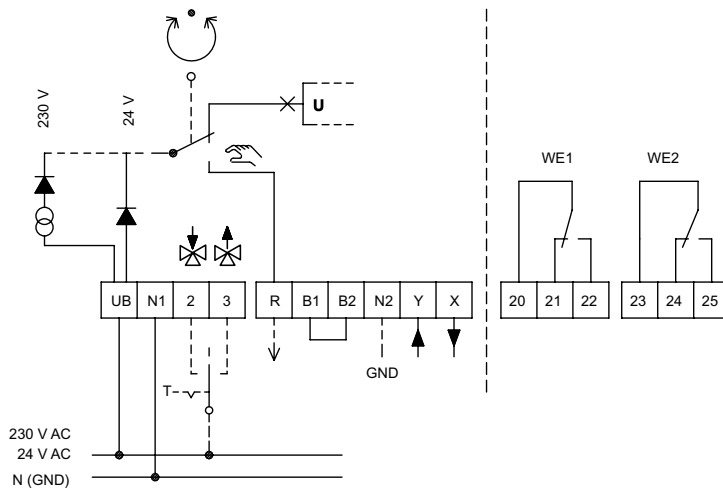 230 V
24 V
U
WE1
WE2
UB N1 2 3 R B1 B2 N2 Y X
20 21 22 23 24 25
GND
T
230 V AC
24 V AC
N (GND)